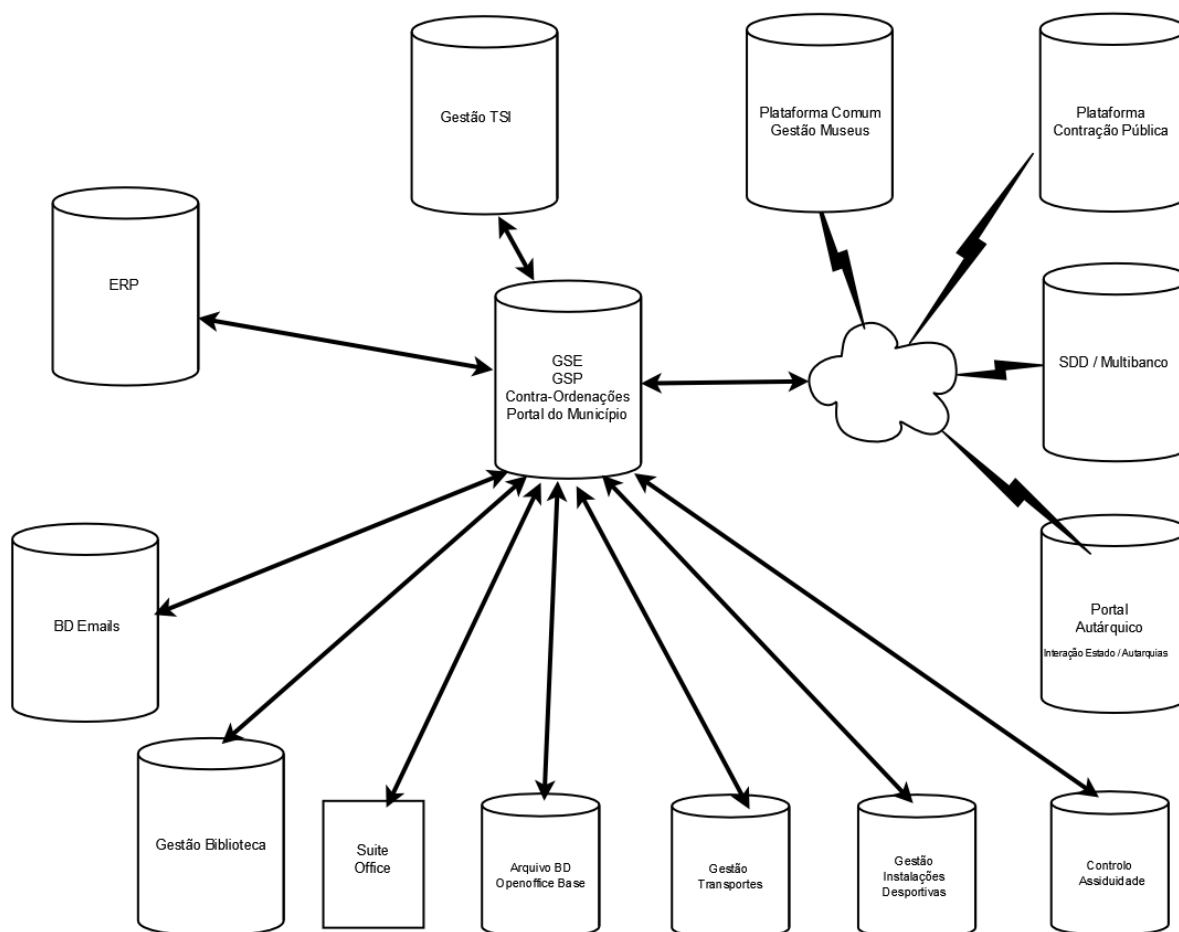 Gestão TSI
Plataforma Comum
Gestão Museus
Plataforma
Contração Pública
ERP
GSE
GSP
Contra-Ordenações
Portal do Município
SDD / Multibanco
BD Emails
Portal
Autárquico
Interação Estado / Autarquias
Gestão Biblioteca
Suite
Office
Arquivo BD
Openoffice Base
Gestão
Transportes
Gestão
Instalações
Desportivas
Controlo
Assiduidade